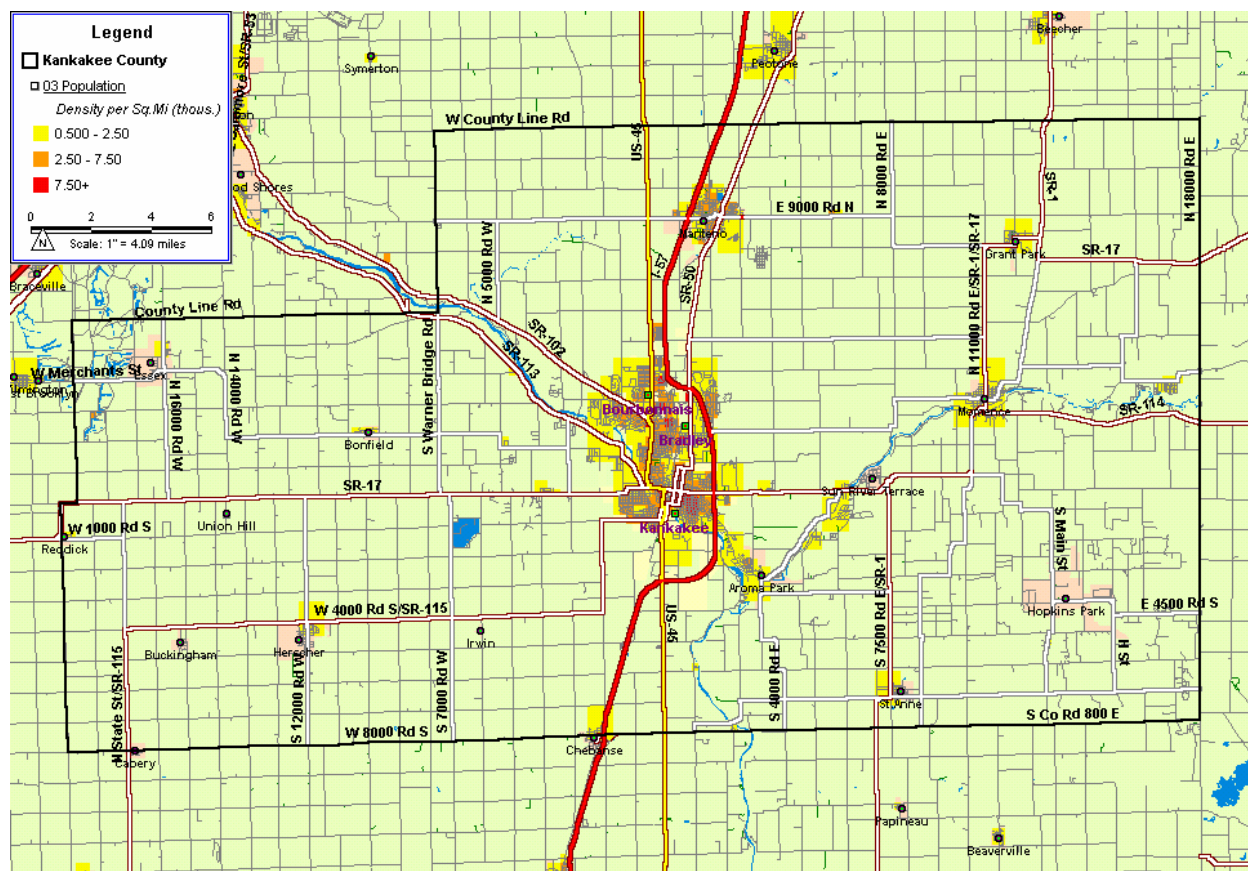 Legend
Kankakee County
03 Population
Density per Sq.Mi (thous.)
0.500 - 2.50
2.50 - 7.50
7.50+
0 2 4 6
N
Scale: 1" = 4.09 miles
Symerton
Peotone
Beecher
W County Line Rd
US-45
N 8000 Rd E
N 18000 Rd E
SR-1
od Shores
E 9000 Rd N
Manteno
N 5000 Rd W
Grant Park
SR-17
I-57
SR-50
Braceville
County Line Rd
N 11000 Rd E/SR-1/SR-17
SR-102
SR-113
S Warner Bridge Rd
N 14000 Rd W
W Merchants St
Essex
N 16000 Rd W
Bourbonnais
Momence
SR-114
Bradley
Bonfield
SR-17
Sun River Terrace
Union Hill
W 1000 Rd S
Reddick
Kankakee
S Main St
Aroma Park
S 7500 Rd E/SR-1
Hopkins Park
E 4500 Rd S
W 4000 Rd S/SR-115
US-45
Buckingham
Herscher
Irwin
H St
N State St/SR-115
S 12000 Rd W
S 7000 Rd W
S 4000 Rd E
St Anne
S Co Rd 800 E
W 8000 Rd S
Chebanse
Cabery
Papineau
Beaverville